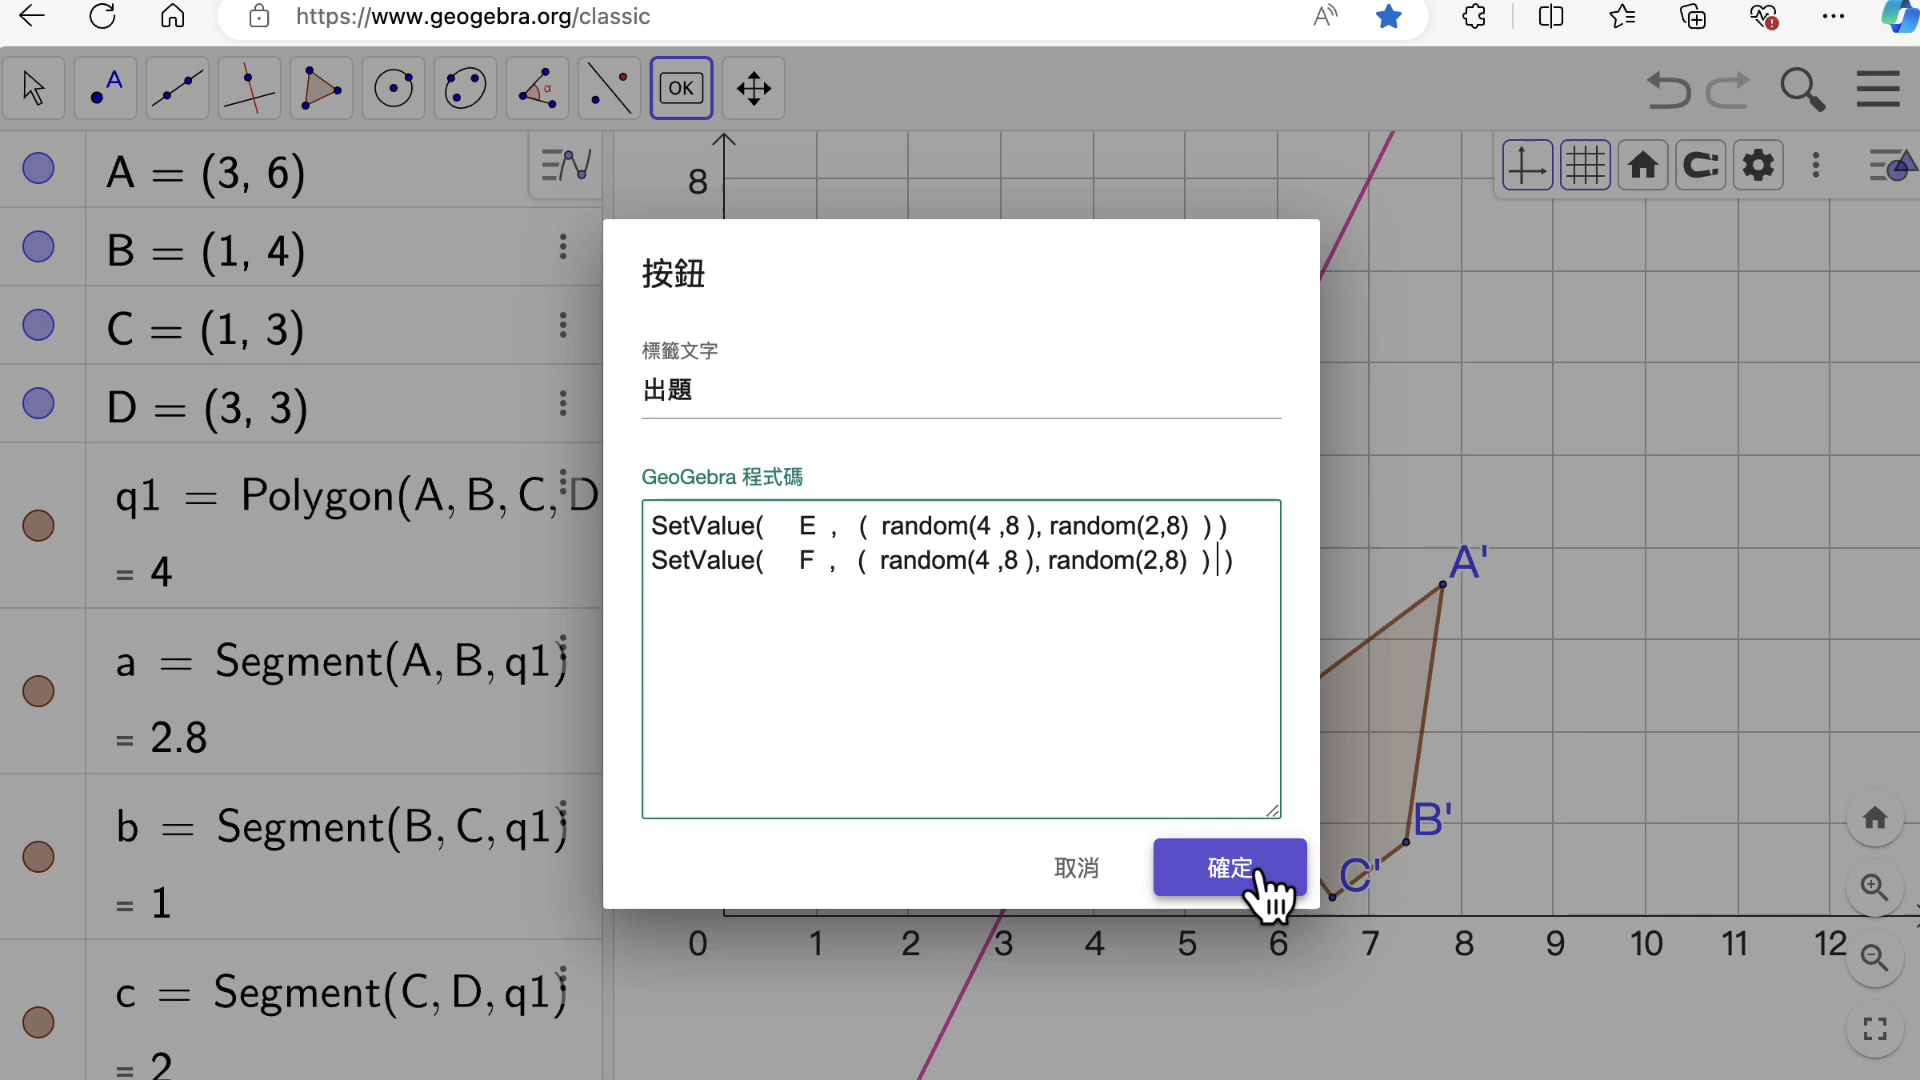 https://www.geogebra.org/classic
A
α
OK
A = (3, 6)
B = (1, 4)
C = (1, 3)
D = (3, 3)
q1 = Polygon(A, B, C, D
= 4
a = Segment(A, B, q1)
= 2.8
b = Segment(B, C, q1)
= 1
c = Segment(C, D, q1)
= 2
8
按鈕
標籤文字
出題
GeoGebra 程式碼
SetValue( E , ( random(4 ,8 ), random(2,8) ) )
SetValue( F , ( random(4 ,8 ), random(2,8) ) )
取消
確定
A'
B'
C'
0 1 2 3 4 5 6 7 8 9 10 11 12